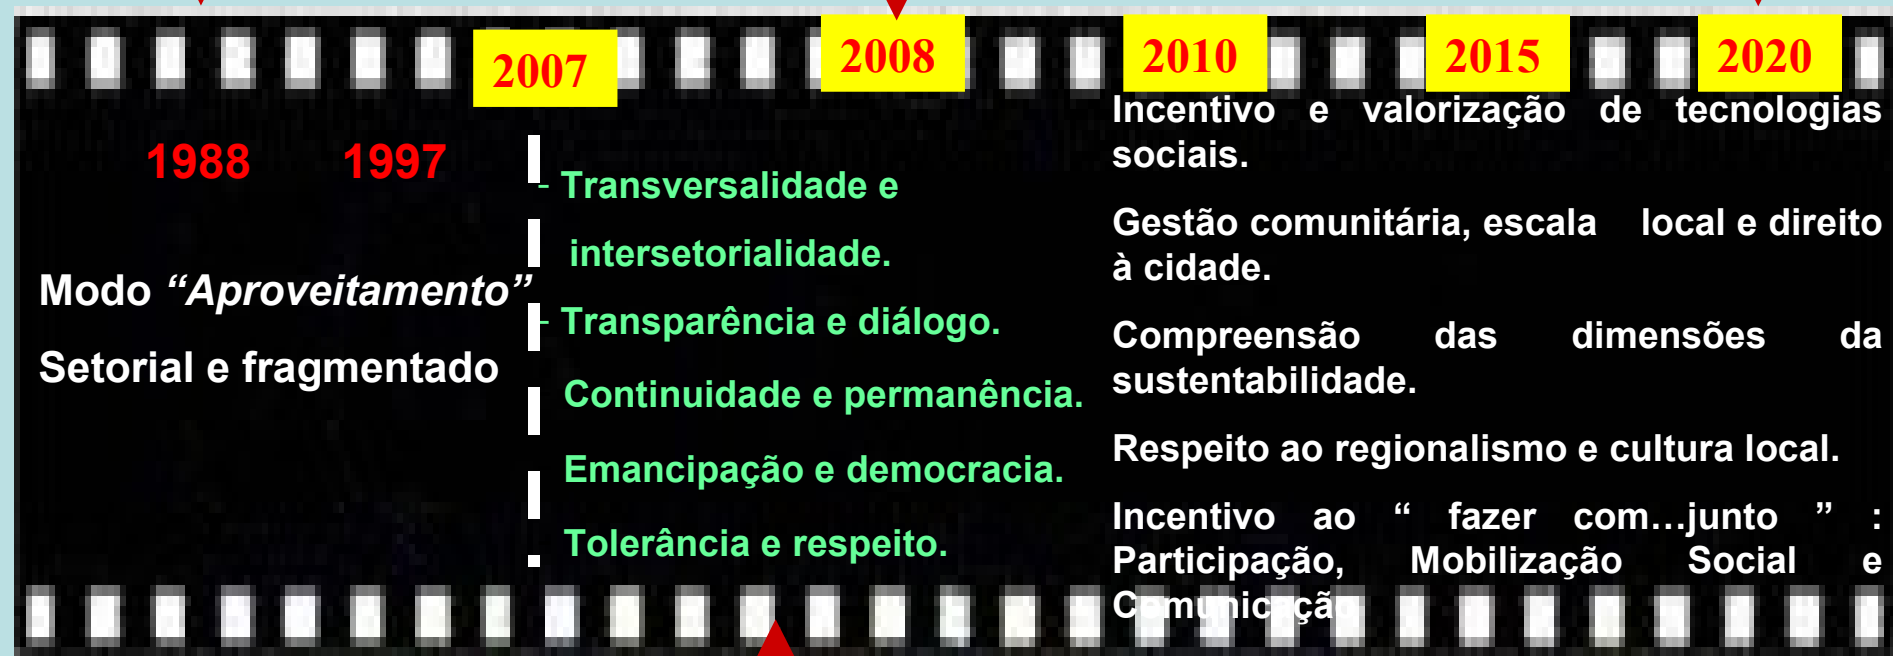 2007
2008
2010
2015
2020
1988 1997
Modo “Aproveitamento”
Setorial e fragmentado
- Transversalidade e
intersetorialidade.
- Transparência e diálogo.
Continuidade e permanência.
Emancipação e democracia.
Tolerância e respeito.
Incentivo e valorização de tecnologias
sociais.
Gestão comunitária, escala local e direito
à cidade.
Compreensão das dimensões da
sustentabilidade.
Respeito ao regionalismo e cultura local.
Incentivo ao “ fazer com...junto ” :
Participação, Mobilização Social e
Comunicação